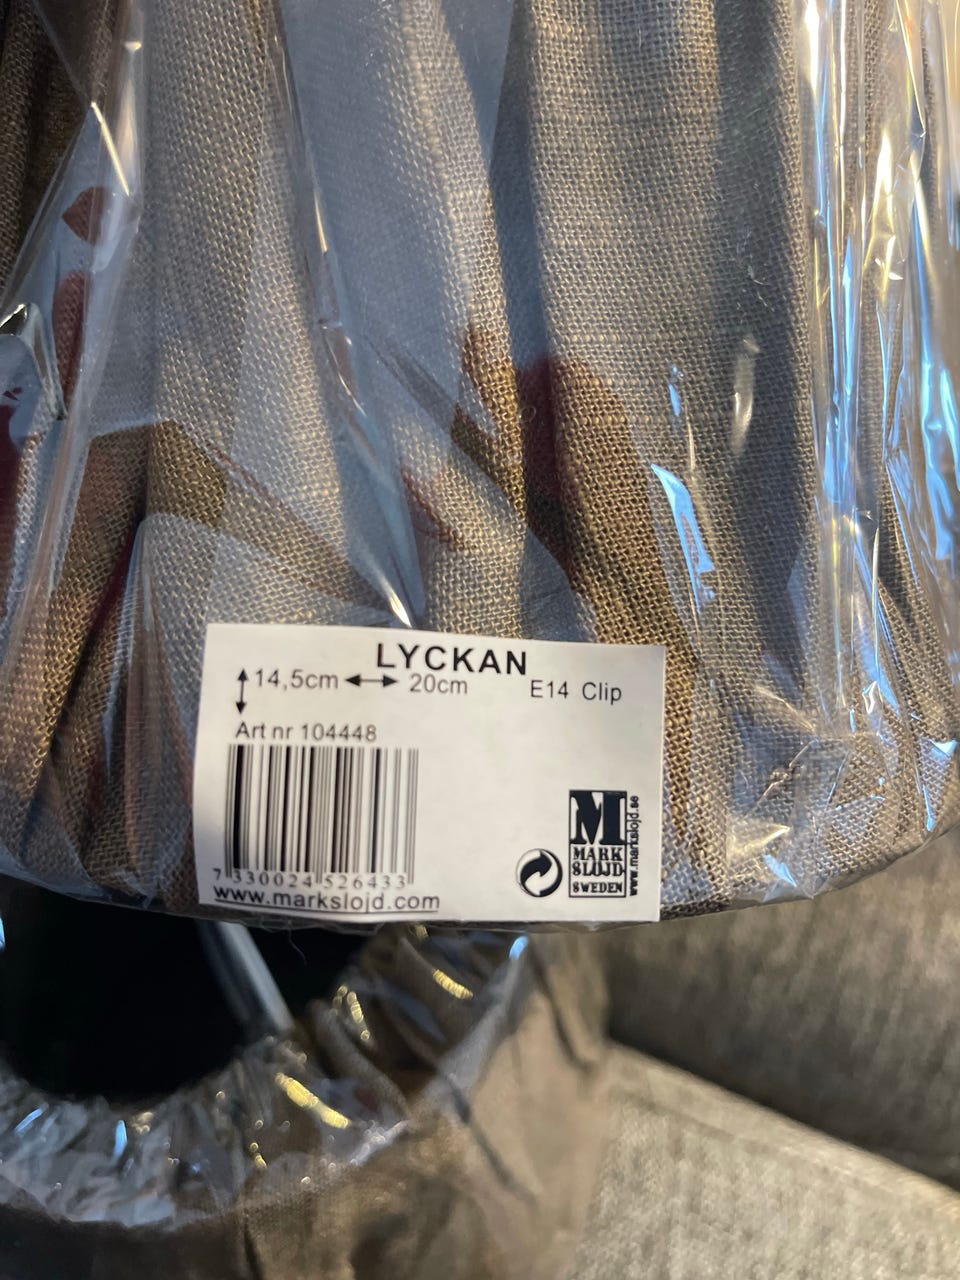 LYCKAN
14,5cm 20cm E14 Clip
Art nr 104448
7 330024 526433
www.markslojd.com
M
MARK
SLOJD
SWEDEN
www.markslojd.se